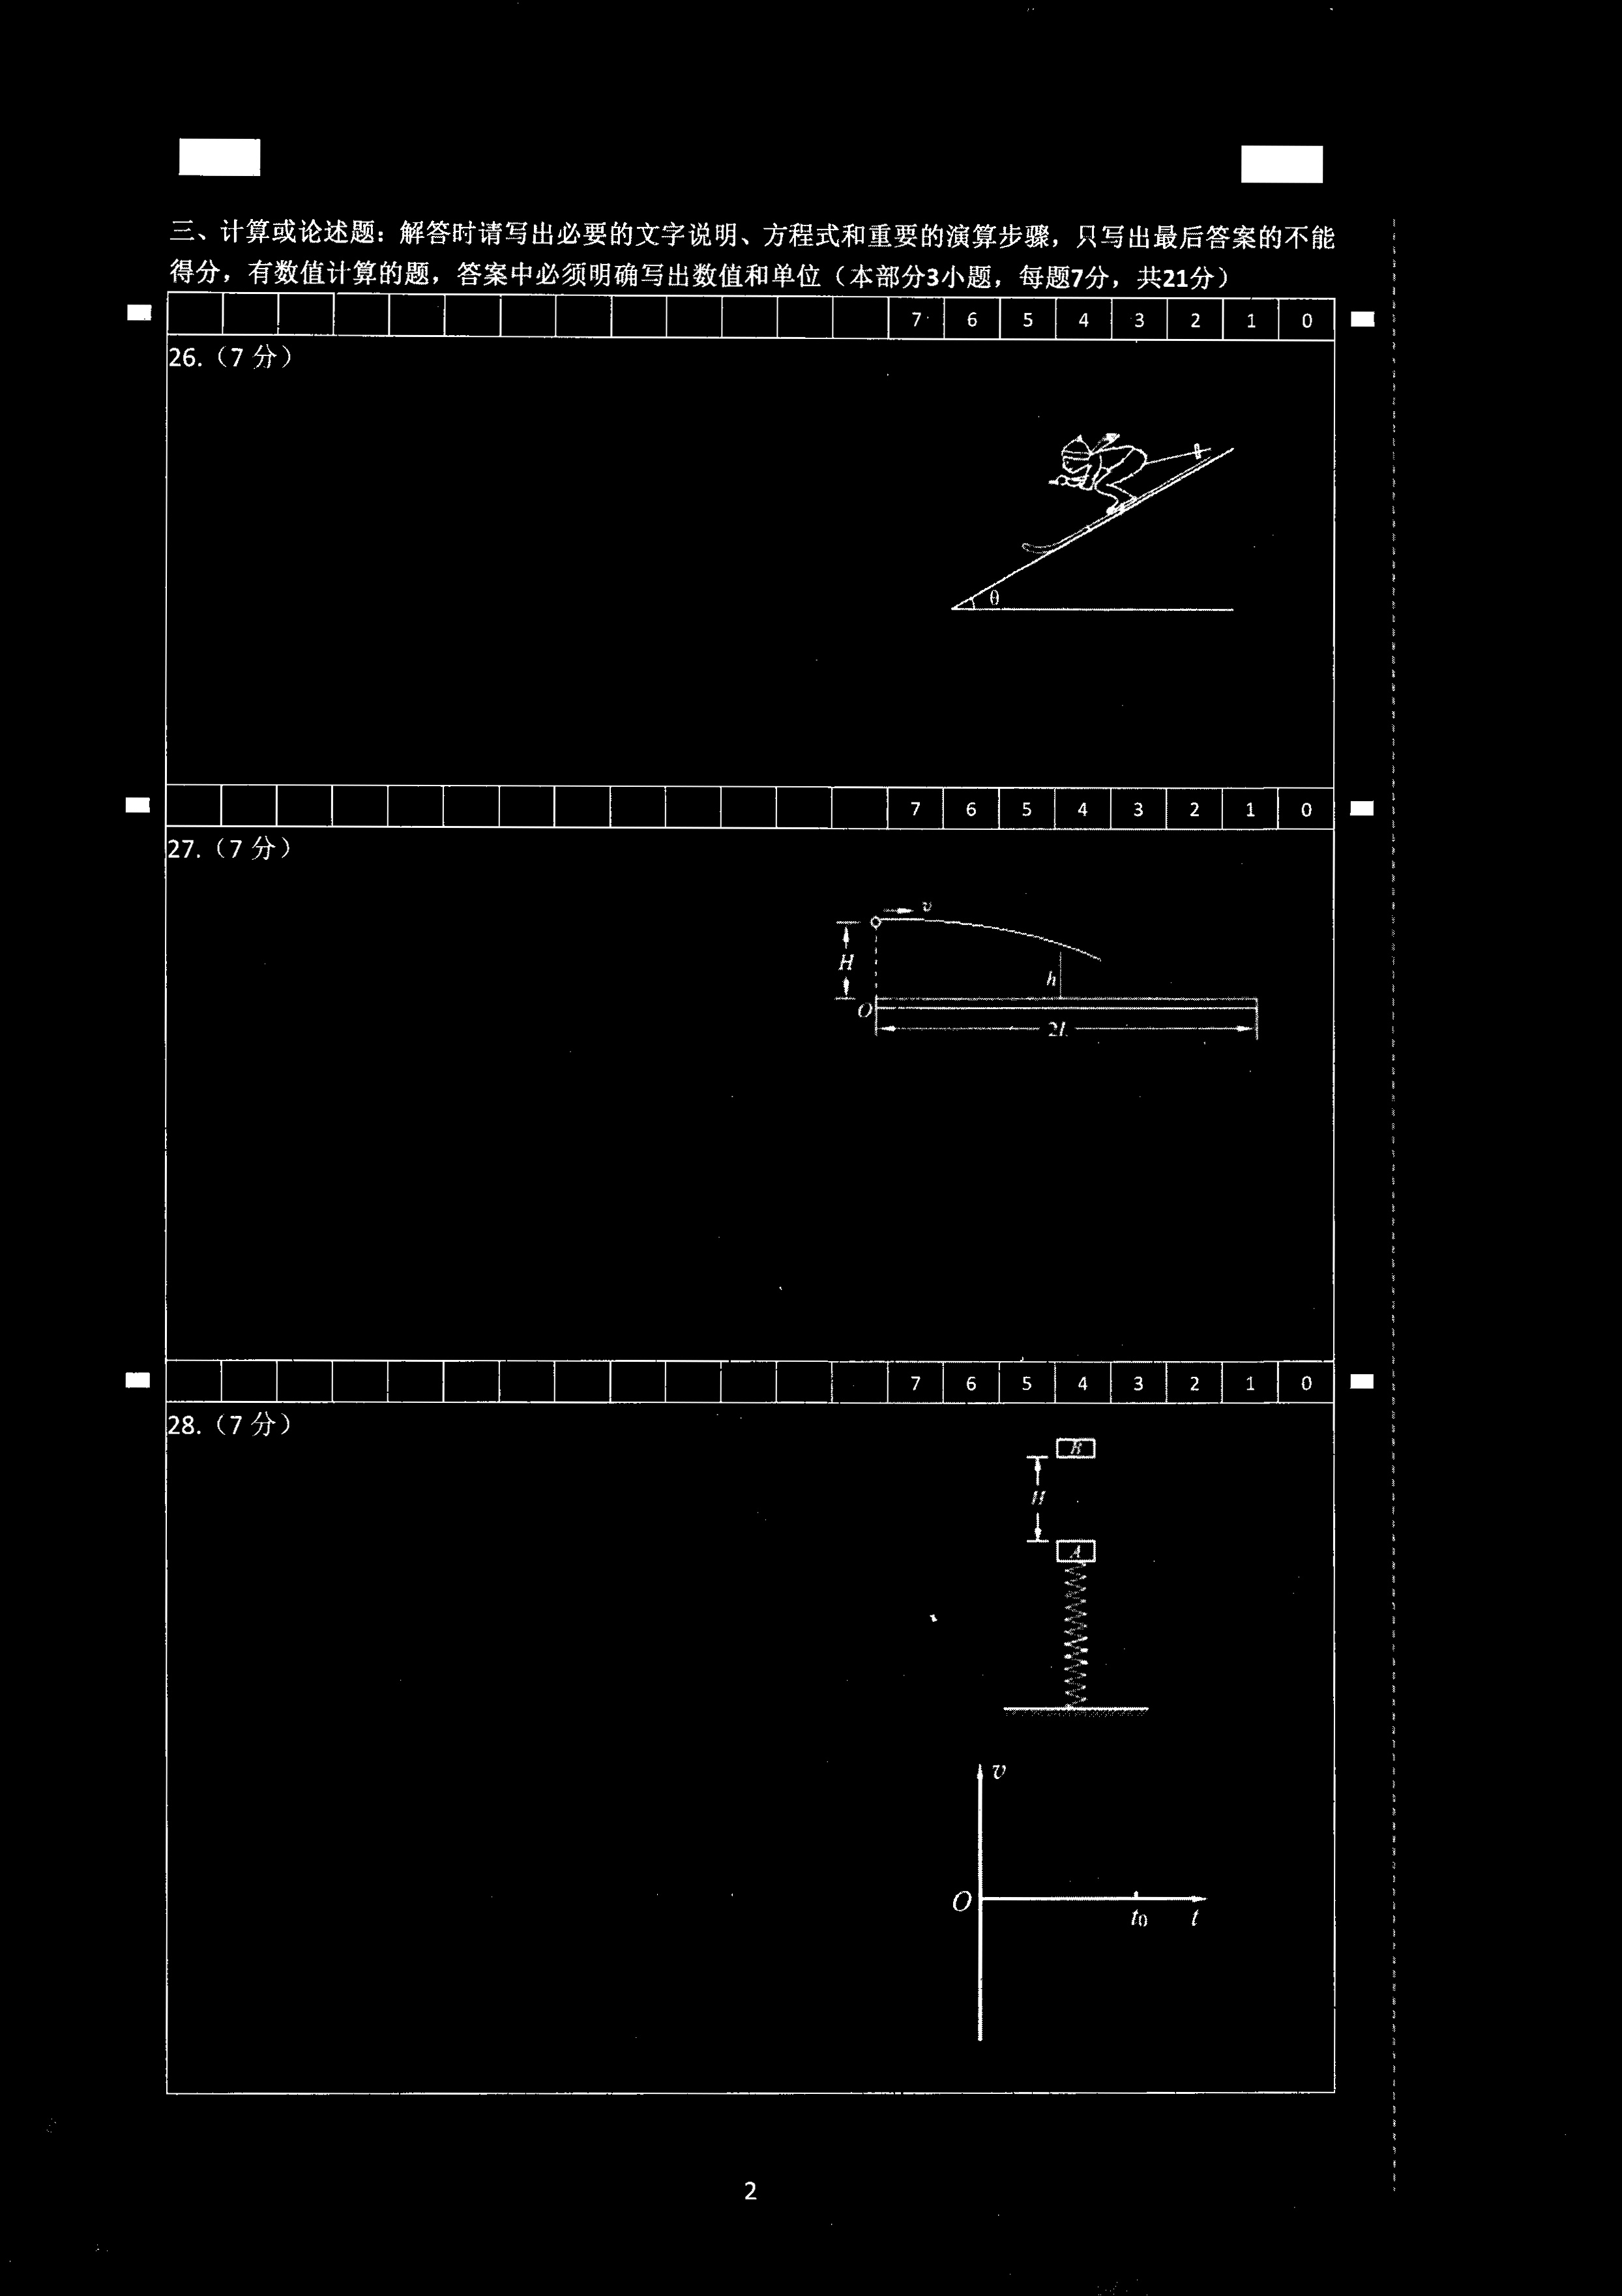 三、计算或论述题：解答时请写出必要的文字说明、方程式和重要的演算步骤，只写出最后答案的不能
得分，有数值计算的题，答案中必须明确写出数值和单位（本部分3小题，每题7分，共21分）
7 6 5 4 3 2 1 0
26.（7 分）
θ
7 6 5 4 3 2 1 0
27.（7 分）
v
H
h
O
2L
7 6 5 4 3 2 1 0
28.（7 分）
B
H
A
v
O
t0 t
2